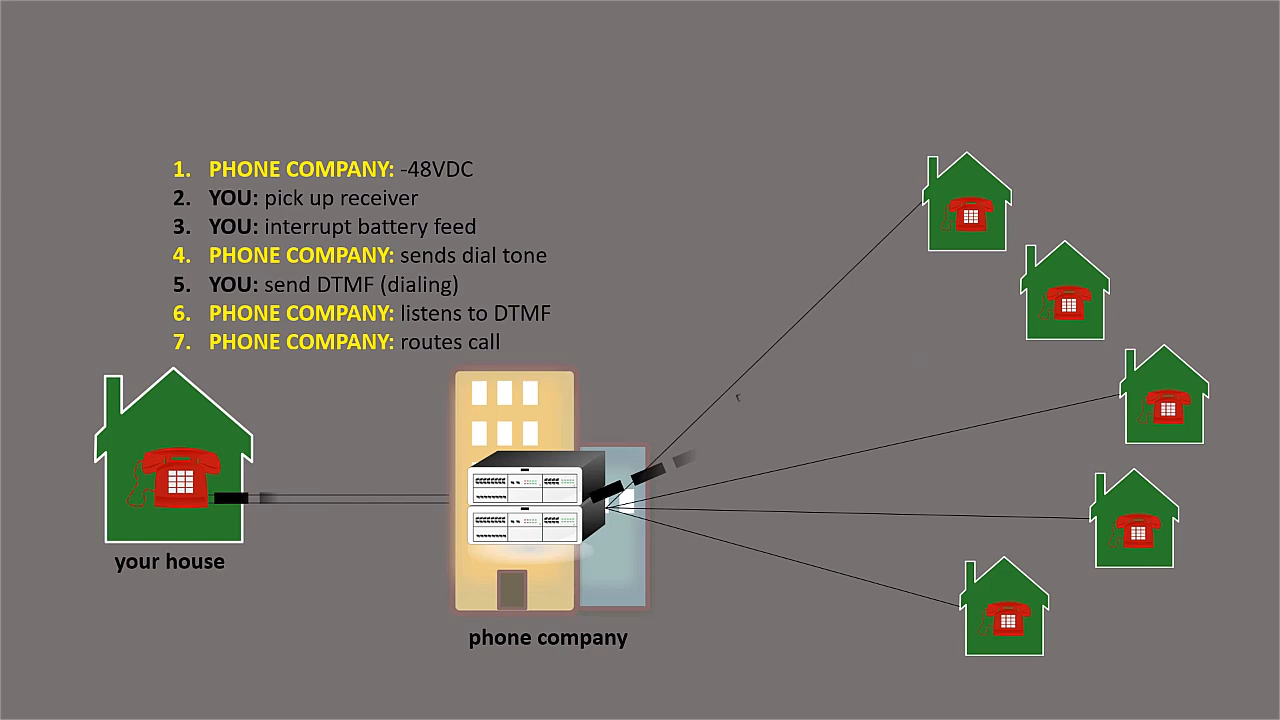 1. PHONE COMPANY: -48VDC
2. YOU: pick up receiver
3. YOU: interrupt battery feed
4. PHONE COMPANY: sends dial tone
5. YOU: send DTMF (dialing)
6. PHONE COMPANY: listens to DTMF
7. PHONE COMPANY: routes call
your house
phone company